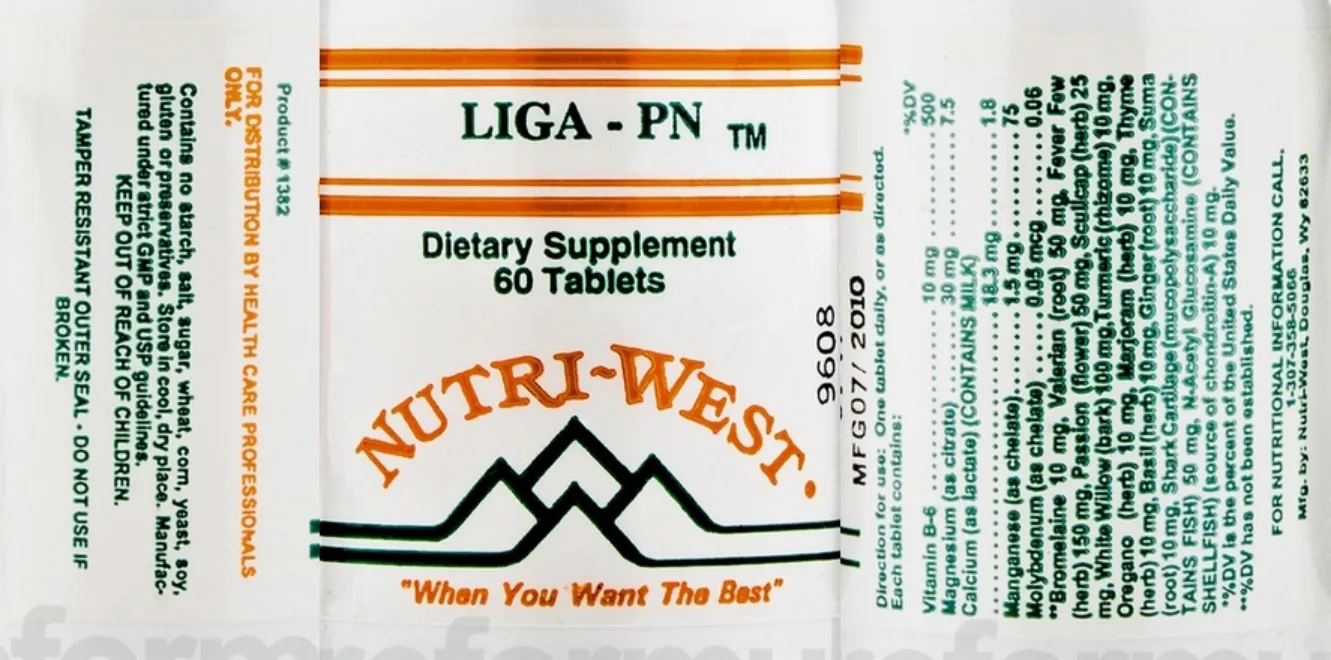 Product # 1382
FOR DISTRIBUTION BY HEALTH CARE PROFESSIONALS
ONLY.
Contains no starch, salt, sugar, wheat, corn, yeast, soy,
gluten or preservatives. Store in cool, dry place. Manufac-
tured under strict GMP and USP guidelines.
KEEP OUT OF REACH OF CHILDREN.
TAMPER RESISTANT OUTER SEAL - DO NOT USE IF
BROKEN.
LIGA - PN TM
Dietary Supplement
60 Tablets
NUTRI-WEST.
"When You Want The Best"
9608
MFG07/2010
Direction for use: One tablet daily, or as directed.
Each tablet contains:
*%DV
Vitamin B-6 .................... 10 mg .................... 500
Magnesium (as citrate) .......... 30 mg .................... 7.5
Calcium (as lactate) (CONTAINS MILK)
.................... 18.3 mg .................... 1.8
Manganese (as chelate) .......... 1.5 mg .................... 75
Molybdenum (as chelate) ...... 0.05 mcg .......... 0.06
**Bromelaine 10 mg, Valerian (root) 50 mg, Fever Few
(herb) 150 mg, Passion (flower) 50 mg, Scullcap (herb) 25
mg, White Willow (bark) 100 mg, Turmeric (rhizome) 10 mg,
Oregano (herb) 10 mg, Marjoram (herb) 10 mg, Thyme
(herb) 10 mg, Basil (herb) 10 mg, Ginger (root) 10 mg, Suma
(root) 10 mg, Shark Cartilage (mucopolysaccharide) (CON-
TAINS FISH) 50 mg, N-Acetyl Glucosamine (CONTAINS
SHELLFISH) (source of chondroitin-A) 10 mg.
*%DV is the percent of the United States Daily Value.
**%DV has not been established.
FOR NUTRITIONAL INFORMATION CALL.
1-307-358-5066
Mfg. by: Nutri-West, Douglas, Wy 82633